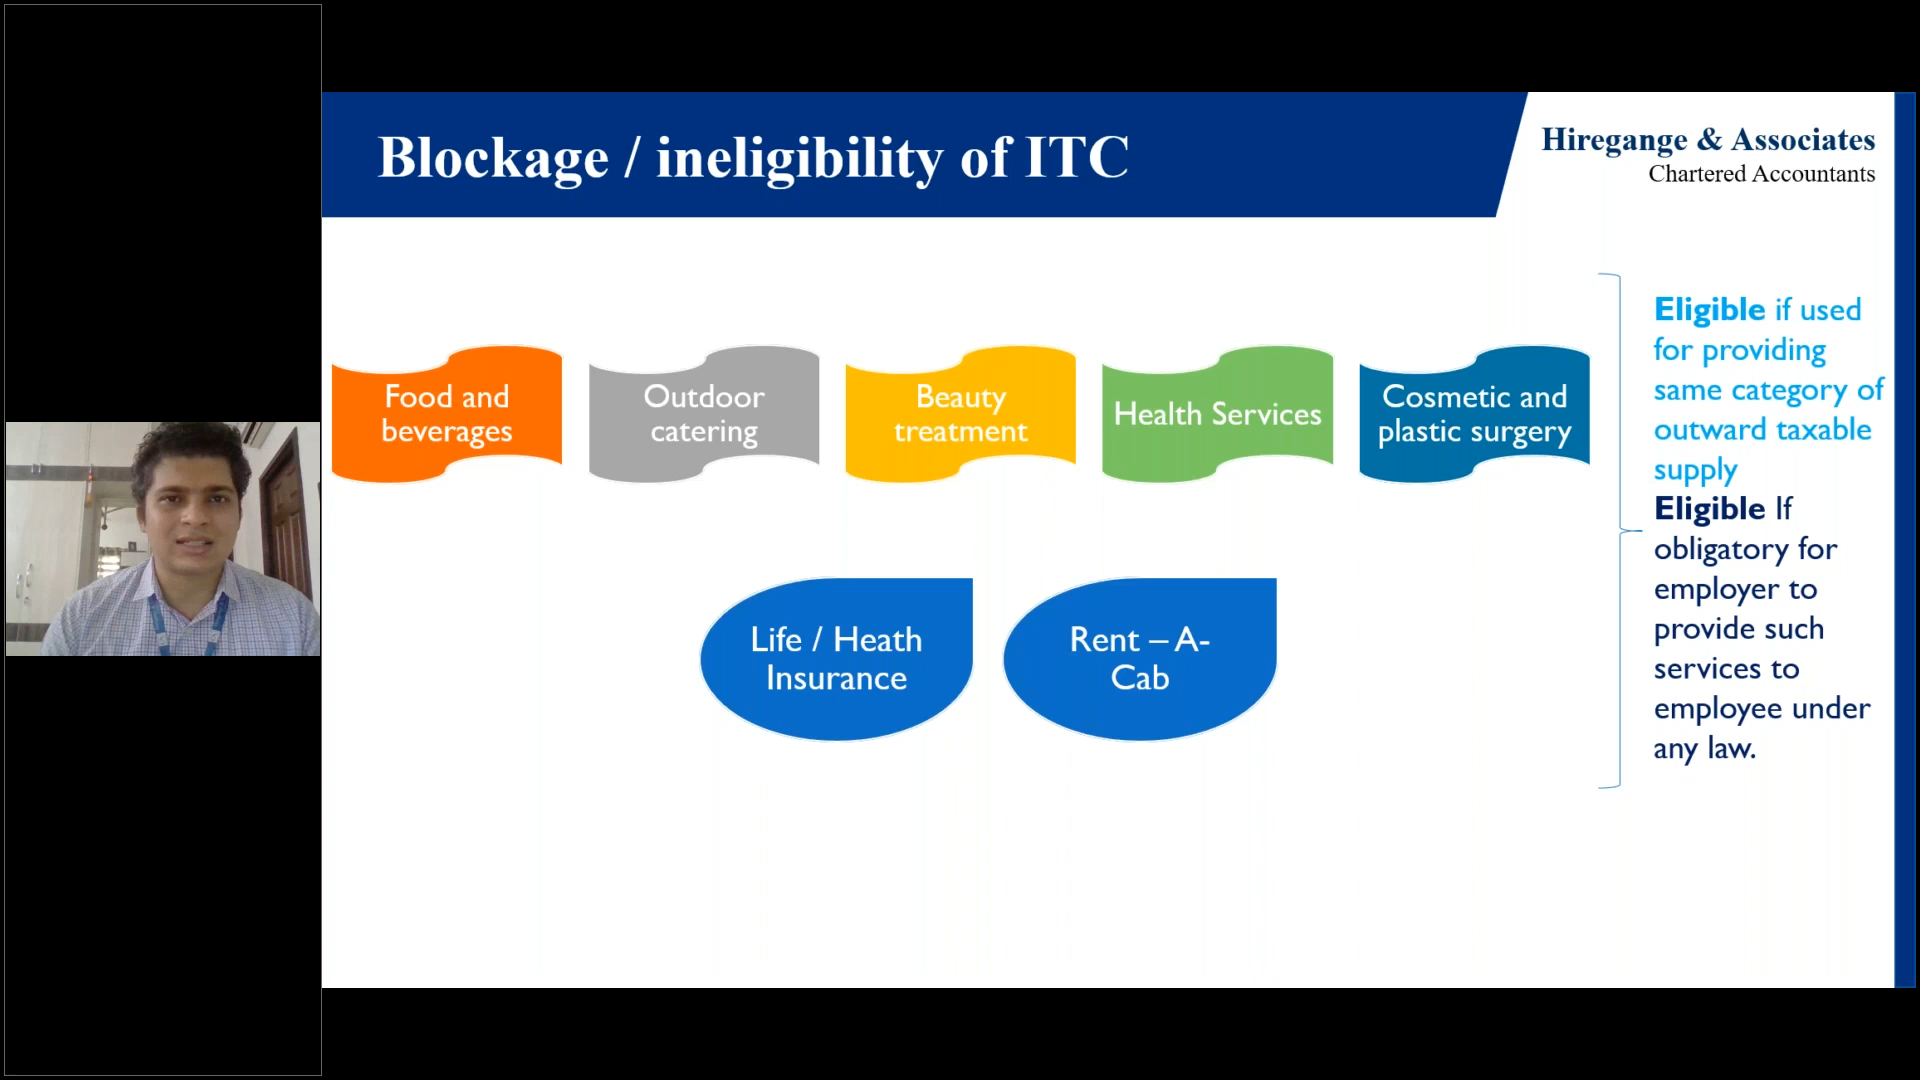 Blockage / ineligibility of ITC
Hiregange & Associates
Chartered Accountants
Food and
beverages
Outdoor
catering
Beauty
treatment
Health Services
Cosmetic and
plastic surgery
Life / Heath
Insurance
Rent – A-
Cab
Eligible if used
for providing
same category of
outward taxable
supply
Eligible If
obligatory for
employer to
provide such
services to
employee under
any law.